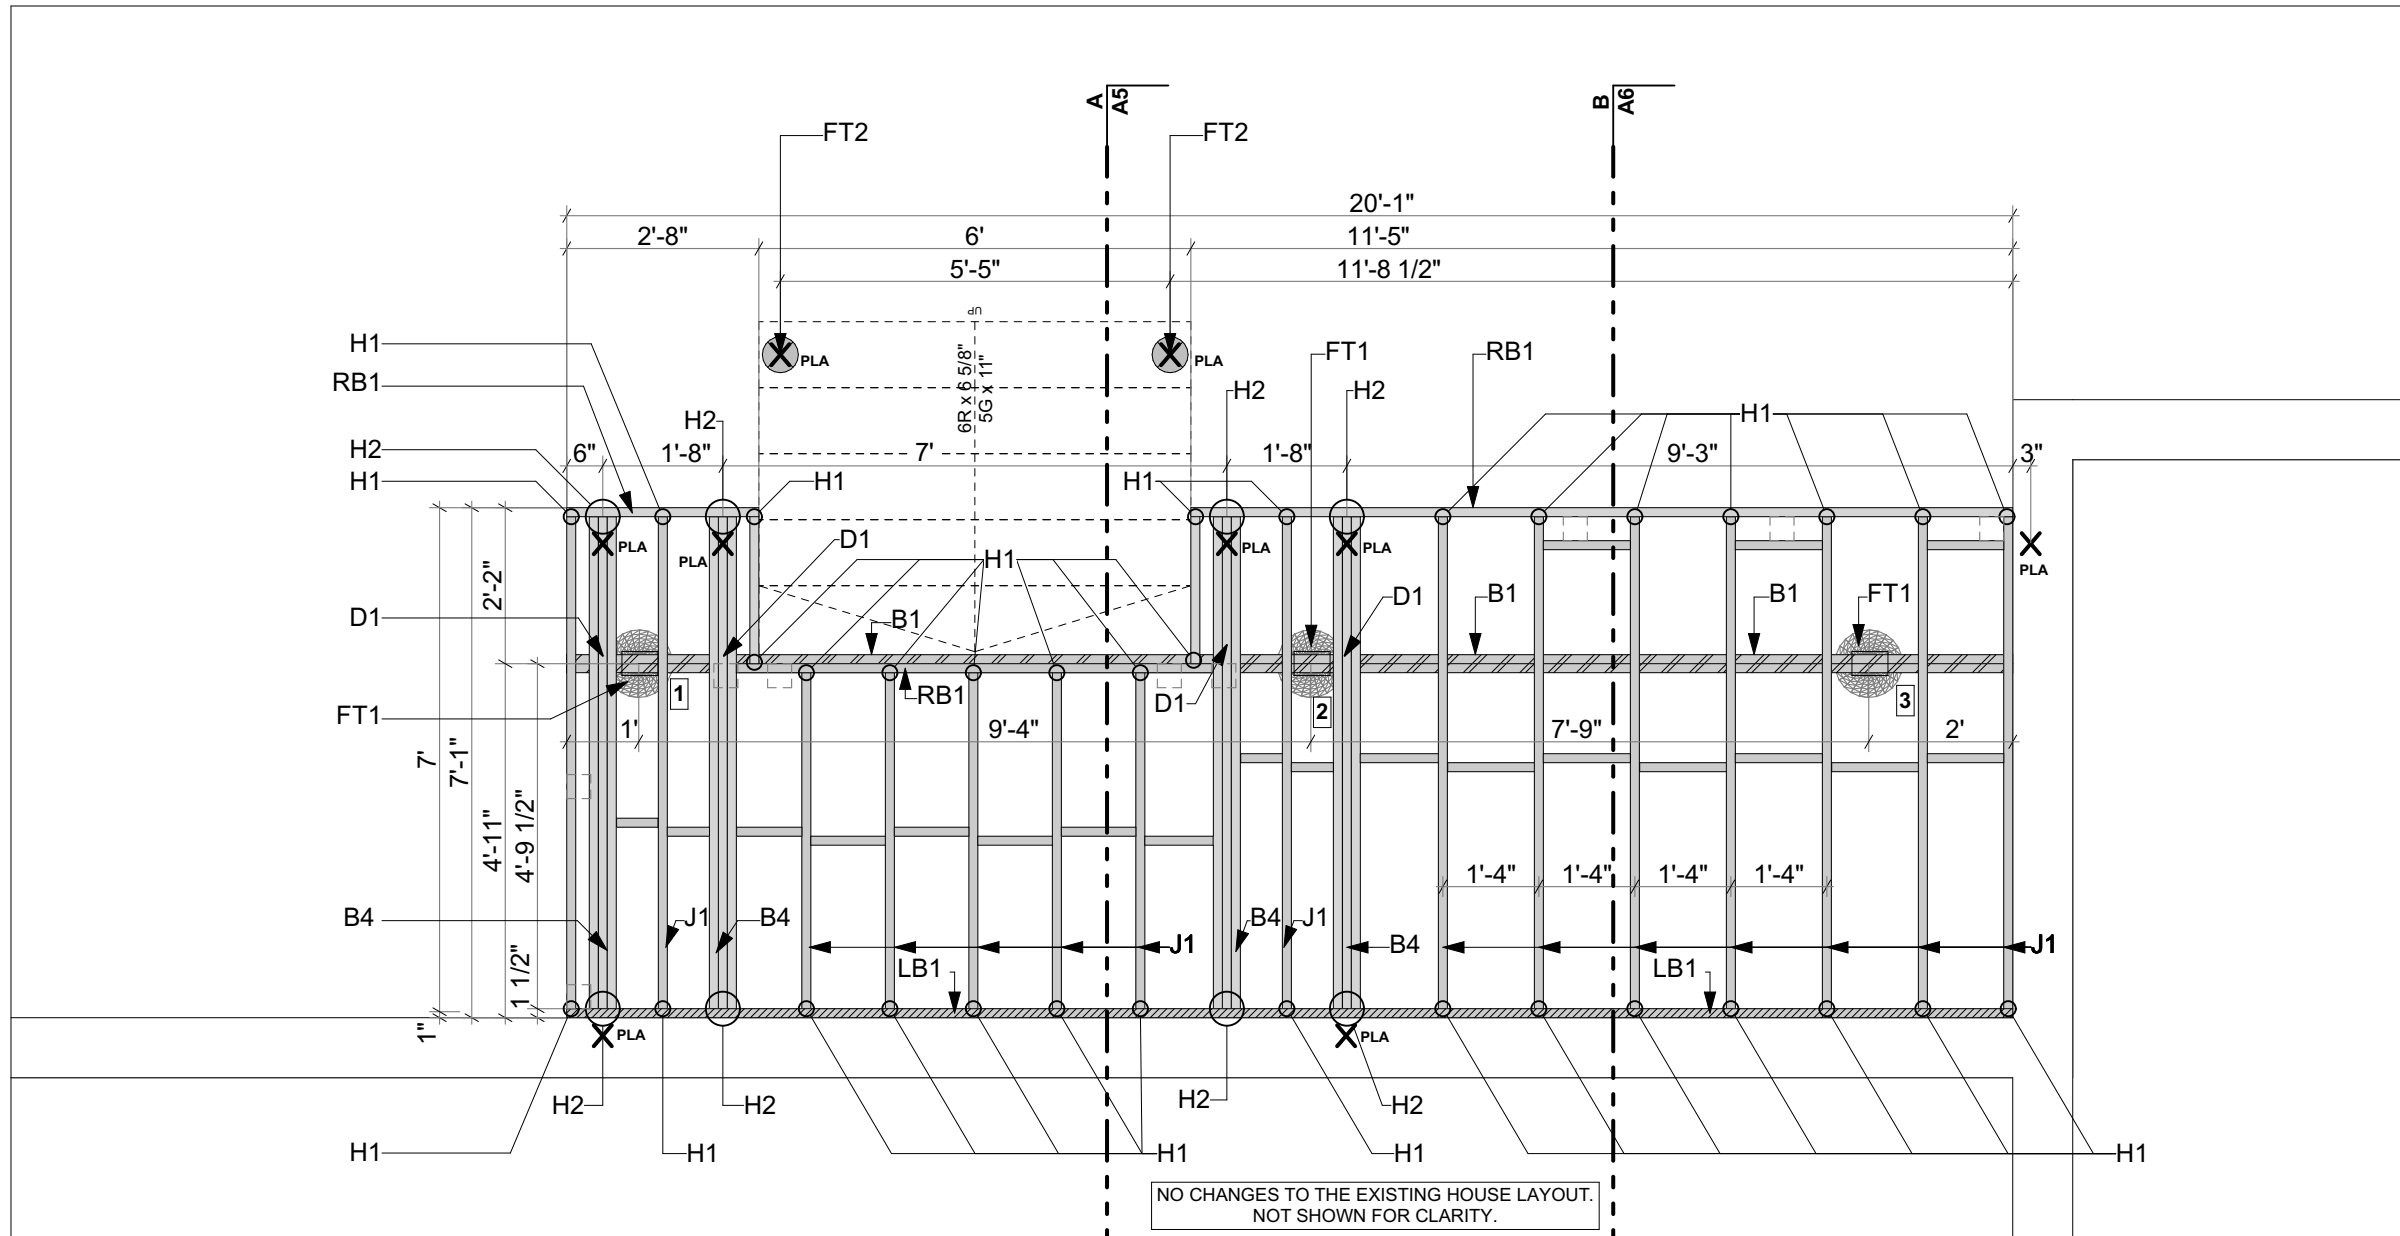 A
A5
B
A6
FT2
FT2
20'-1"
2'-8"
6'
11'-5"
5'-5"
11'-8 1/2"
UP
6R x 6 5/8"
5G x 11"
H1
RB1
H2
H1
PLA
PLA
FT1
RB1
H2
H2
H2
H1
6"
1'-8"
7'
1'-8"
9'-3"
3"
H1
H1
PLA
PLA
PLA
PLA
PLA
D1
H1
D1
B1
D1
B1
B1
FT1
2'-2"
FT1
1
RB1
D1
2
3
1'
9'-4"
7'-9"
2'
7'
7'-1"
4'-11"
4'-9 1/2"
1 1/2"
1"
1'-4"
1'-4"
1'-4"
1'-4"
B4
J1
B4
J1
B4
J1
B4
J1
LB1
LB1
PLA
PLA
H2
H2
H2
H2
H1
H1
H1
H1
H1
NO CHANGES TO THE EXISTING HOUSE LAYOUT.
NOT SHOWN FOR CLARITY.